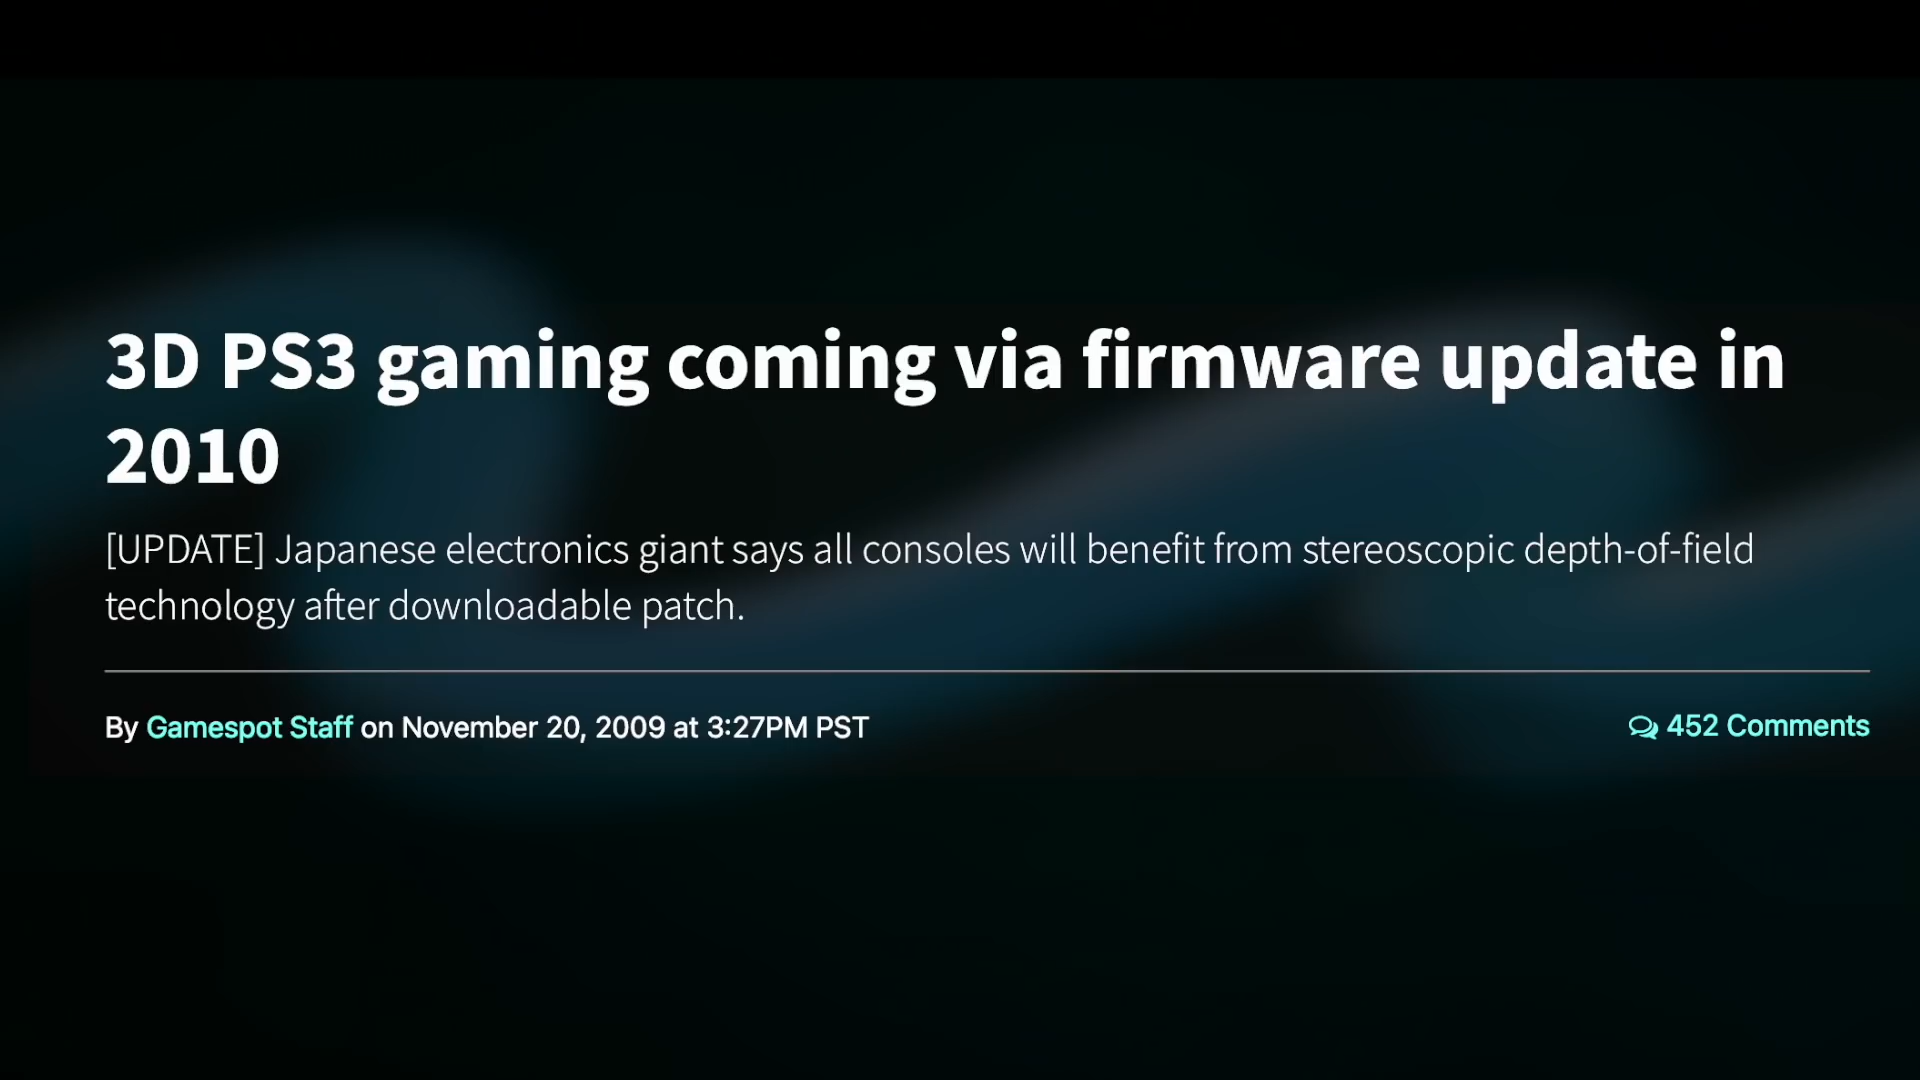 3D PS3 gaming coming via firmware update in
2010
[UPDATE] Japanese electronics giant says all consoles will benefit from stereoscopic depth-of-field
technology after downloadable patch.
By Gamespot Staff on November 20, 2009 at 3:27PM PST
452 Comments